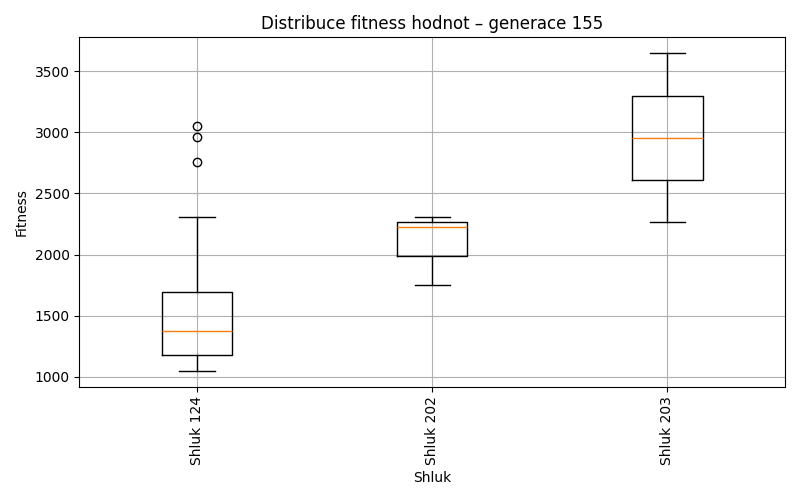 Distribuce fitness hodnot – generace 155
Fitness
3500
3000
2500
2000
1500
1000
Shluk 124
Shluk 202
Shluk 203
Shluk